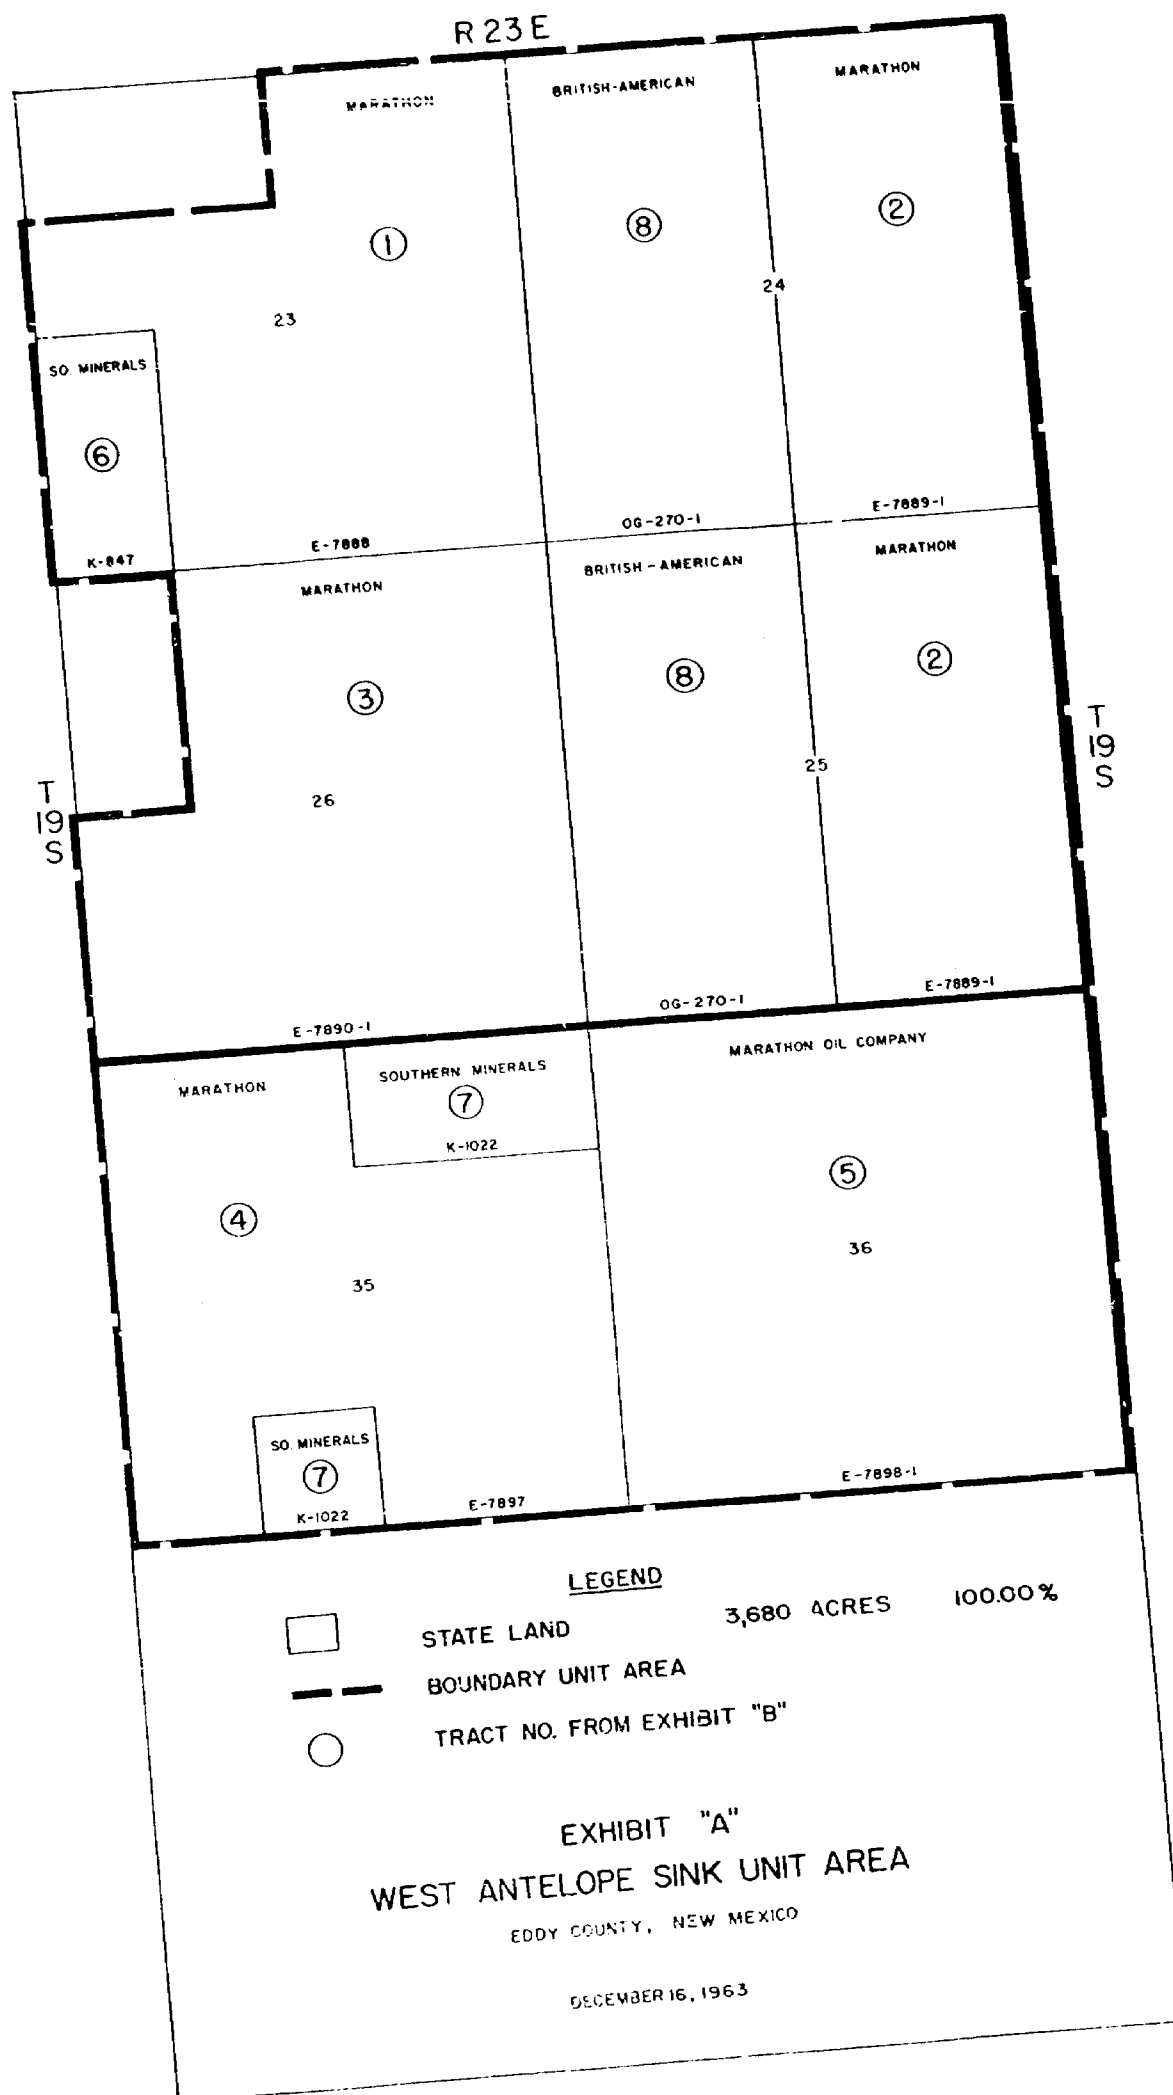 R 23 E
MARATHON
BRITISH-AMERICAN
MARATHON
1
8
2
23
24
SO. MINERALS
6
K-847
E-7888
OG-270-1
E-7889-1
MARATHON
BRITISH-AMERICAN
MARATHON
3
8
2
26
25
T
19
S
T
19
S
E-7890-1
OG-270-1
E-7889-1
MARATHON
SOUTHERN MINERALS
7
K-1022
MARATHON OIL COMPANY
4
5
35
36
SO. MINERALS
7
K-1022
E-7897
E-7898-1
LEGEND
STATE LAND 3,680 ACRES 100.00%
BOUNDARY UNIT AREA
TRACT NO. FROM EXHIBIT "B"
EXHIBIT "A"
WEST ANTELOPE SINK UNIT AREA
EDDY COUNTY, NEW MEXICO
DECEMBER 16, 1963